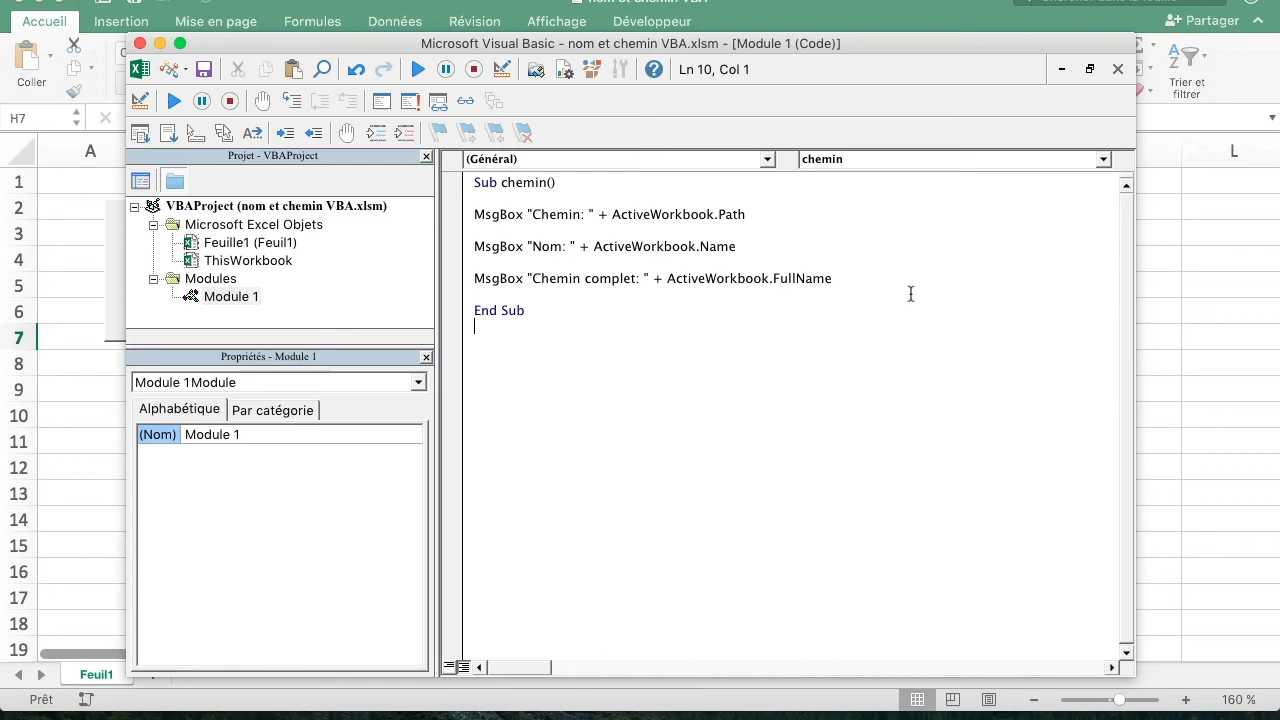 Accueil Insertion Mise en page Formules Données Révision Affichage Développeur
Partager
Coller
Trier et
filtrer
H7
A L
1
2
3
4
5
6
7
8
9
10
11
12
13
14
15
16
17
18
19
Microsoft Visual Basic - nom et chemin VBA.xlsm - [Module 1 (Code)]
Ln 10, Col 1
Projet - VBAProject
VBAProject (nom et chemin VBA.xlsm)
Microsoft Excel Objets
Feuille1 (Feuil1)
ThisWorkbook
Modules
Module 1
Propriétés - Module 1
Module 1Module
Alphabétique Par catégorie
(Nom) Module 1
(Général) chemin
Sub chemin()
MsgBox "Chemin: " + ActiveWorkbook.Path
MsgBox "Nom: " + ActiveWorkbook.Name
MsgBox "Chemin complet: " + ActiveWorkbook.FullName
End Sub
Feuil1
Prêt
160 %